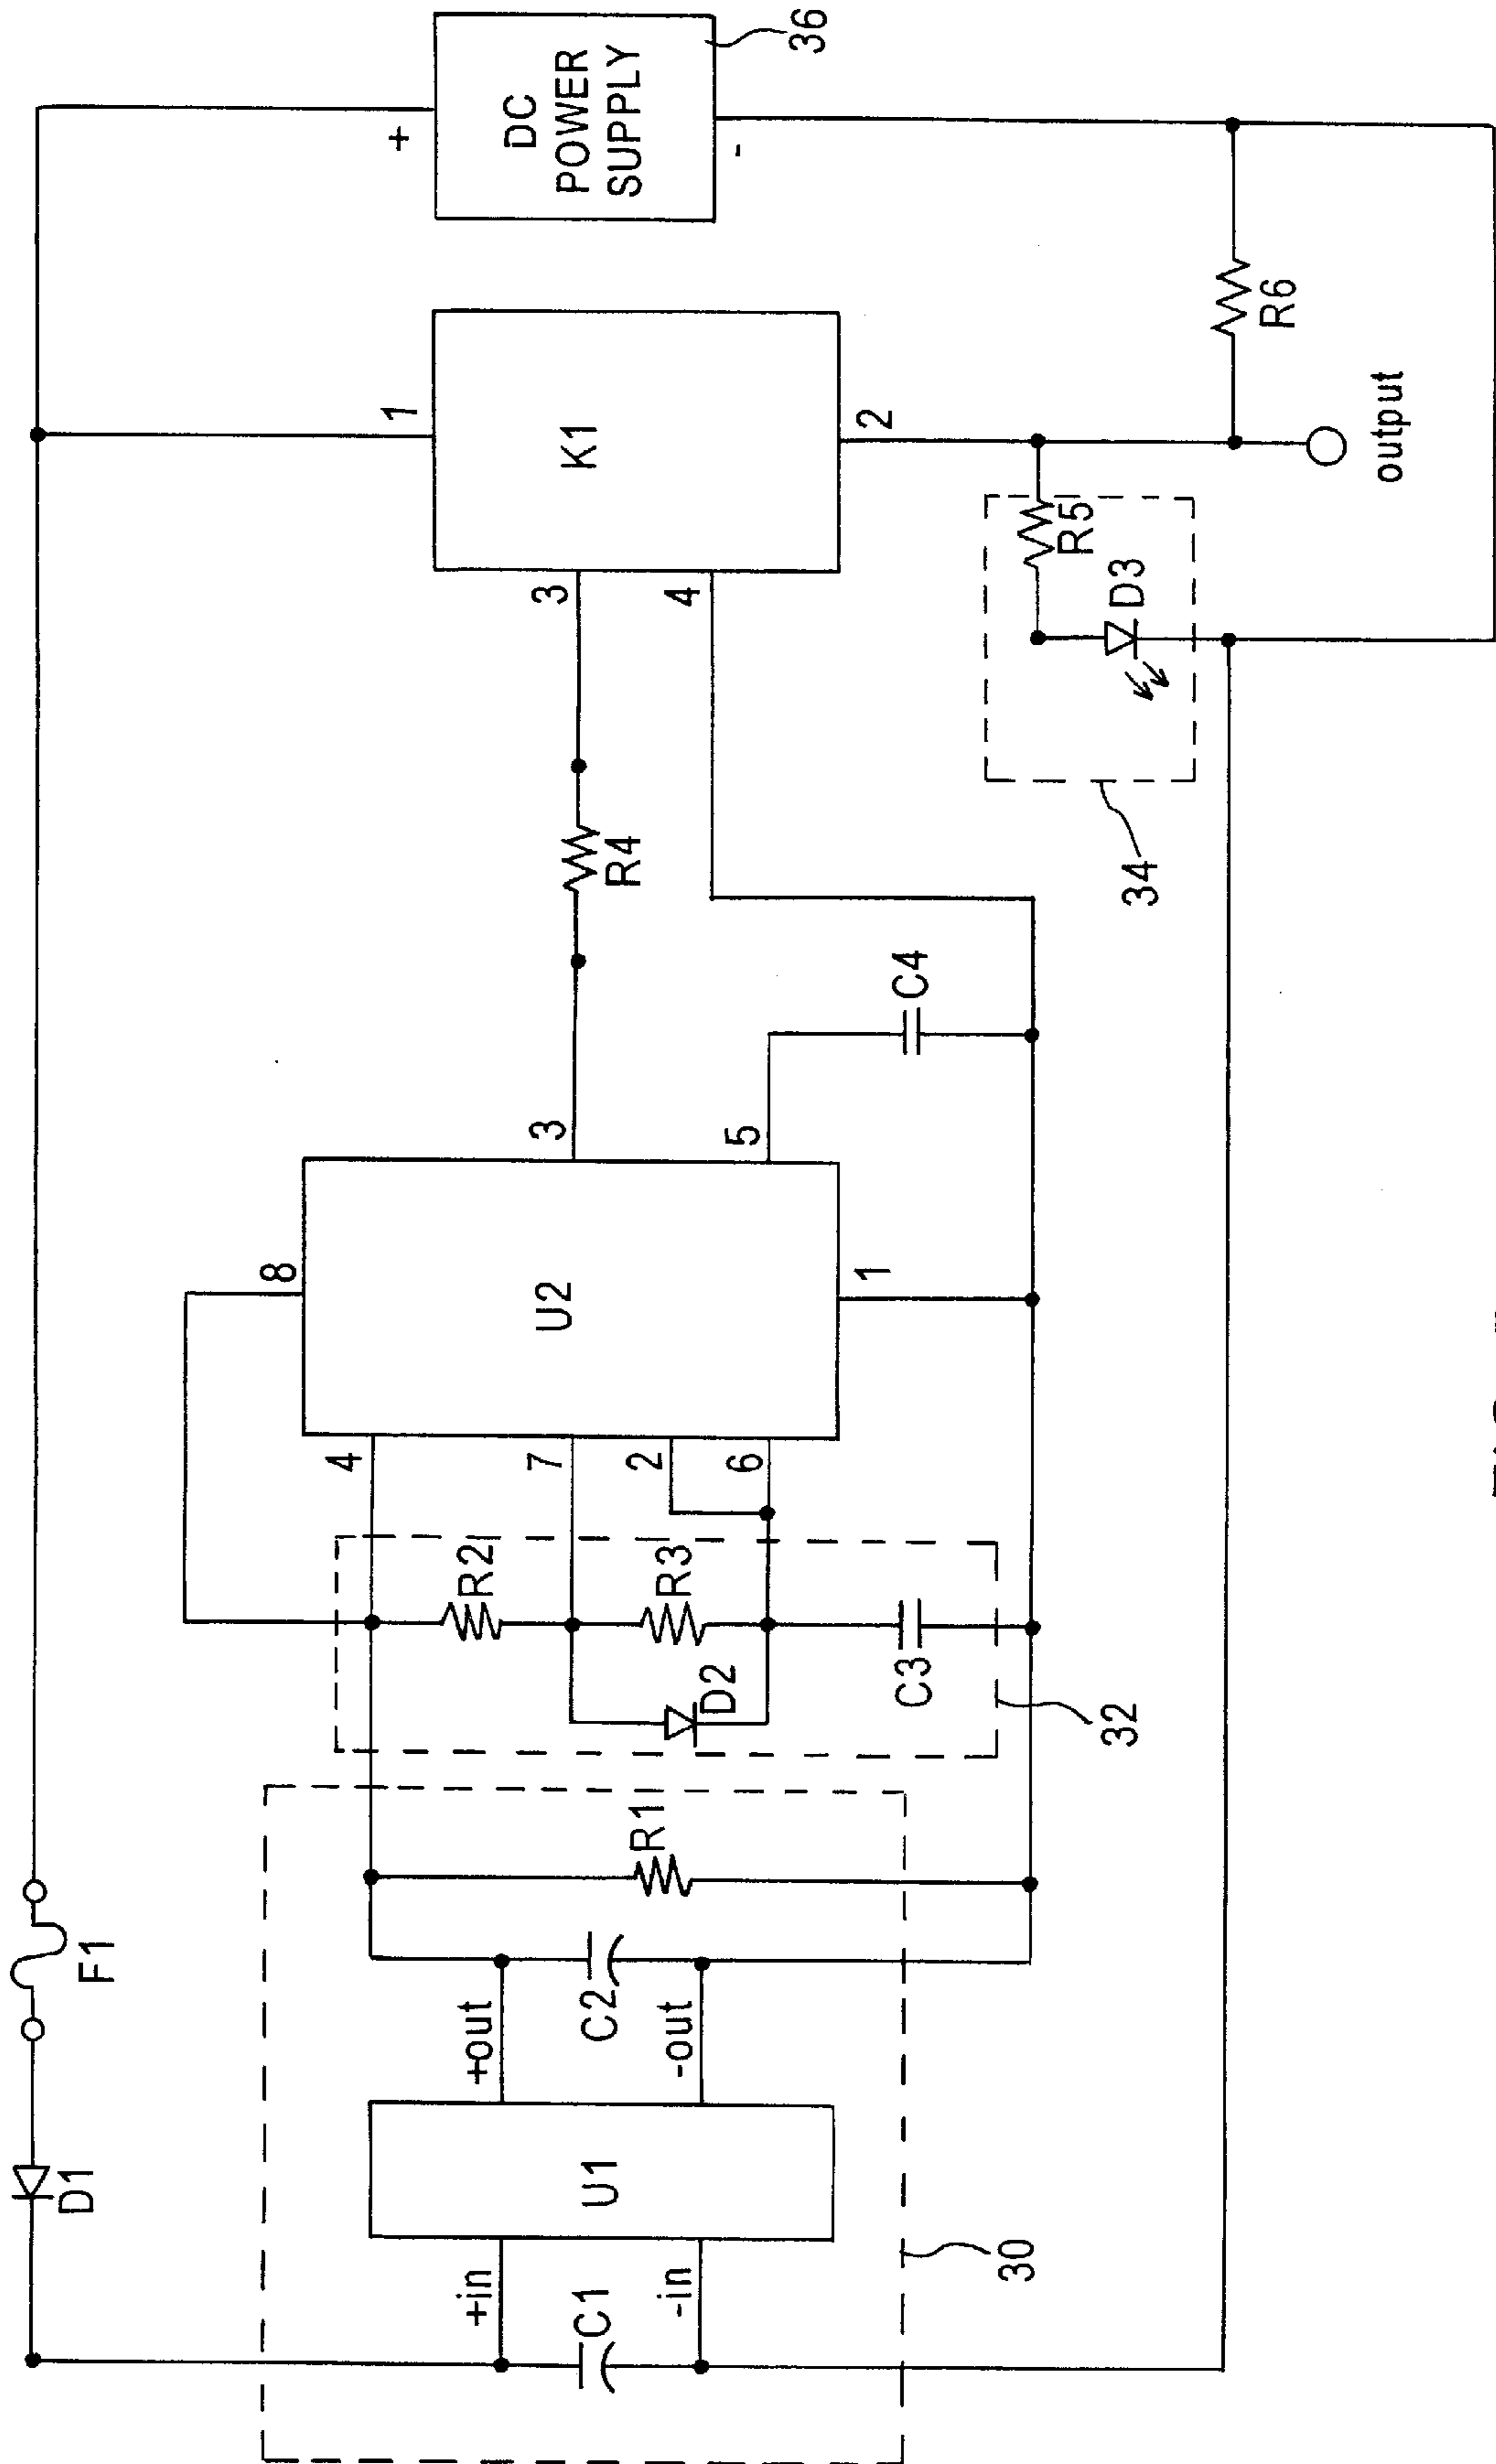 DC
POWER
SUPPLY
36
+
-
1
K1
2
3
4
R6
output
R5
D3
34
R4
C4
3
5
8
U2
1
4
7
2
6
R2
R3
D2
C3
32
F1
R1
D1
+out
C2
-out
U1
+in
C1
-in
30